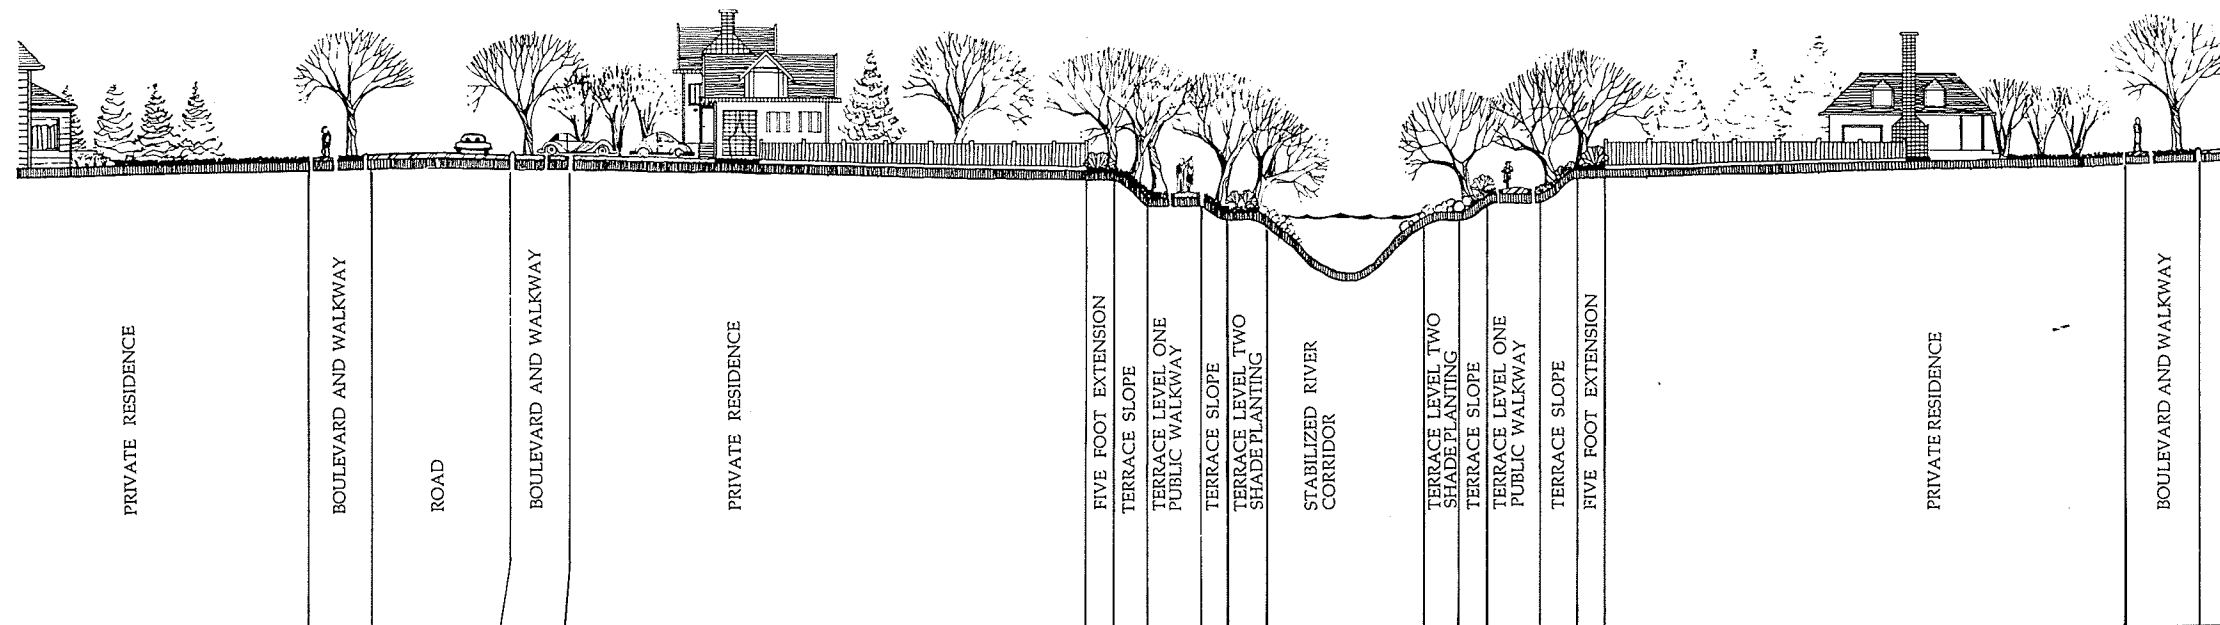 PRIVATE RESIDENCE
BOULEVARD AND WALKWAY
ROAD
BOULEVARD AND WALKWAY
PRIVATE RESIDENCE
FIVE FOOT EXTENSION
TERRACE SLOPE
TERRACE LEVEL ONE
PUBLIC WALKWAY
TERRACE SLOPE
TERRACE LEVEL TWO
SHADE PLANTING
STABILIZED RIVER
CORRIDOR
TERRACE LEVEL TWO
SHADE PLANTING
TERRACE SLOPE
TERRACE LEVEL ONE
PUBLIC WALKWAY
TERRACE SLOPE
FIVE FOOT EXTENSION
PRIVATE RESIDENCE
BOULEVARD AND WALKWAY